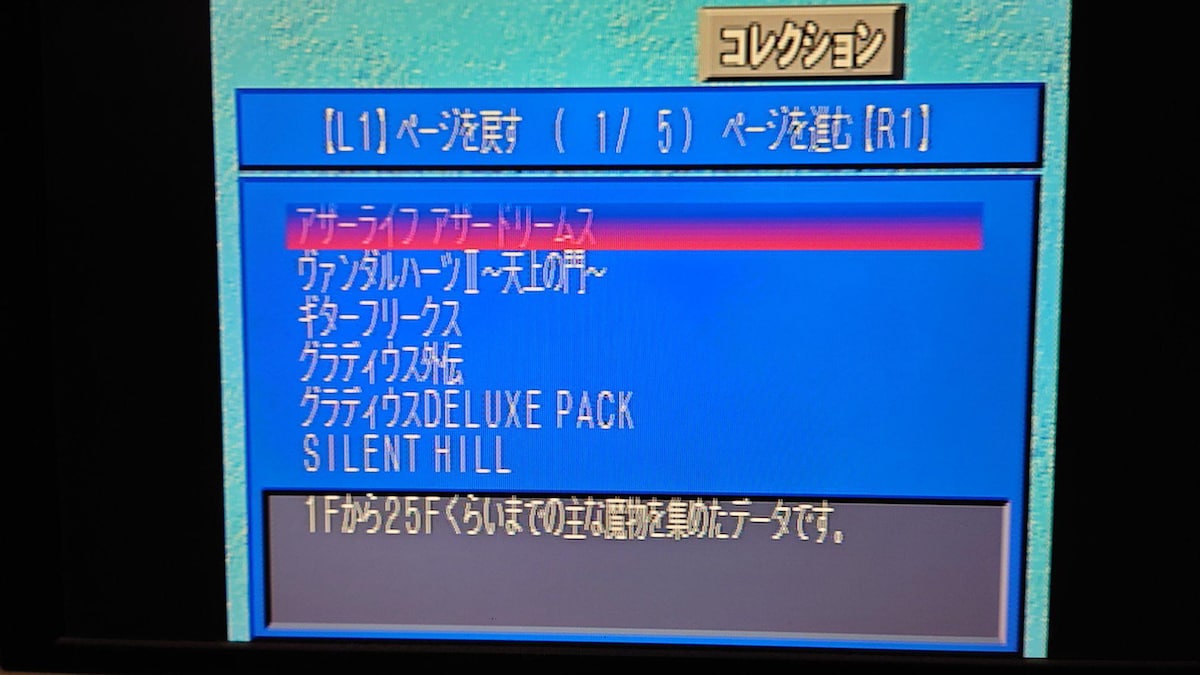 コレクション
【L1】ページを戻す ( 1/ 5) ページを進む【R1】
アザーライフ アザードリームス
ヴァンダルハーツⅡ~天上の門~
ギターフリークス
グラディウス外伝
グラディウスDELUXE PACK
SILENT HILL
1Fから25Fくらいまでの主な魔物を集めたデータです。